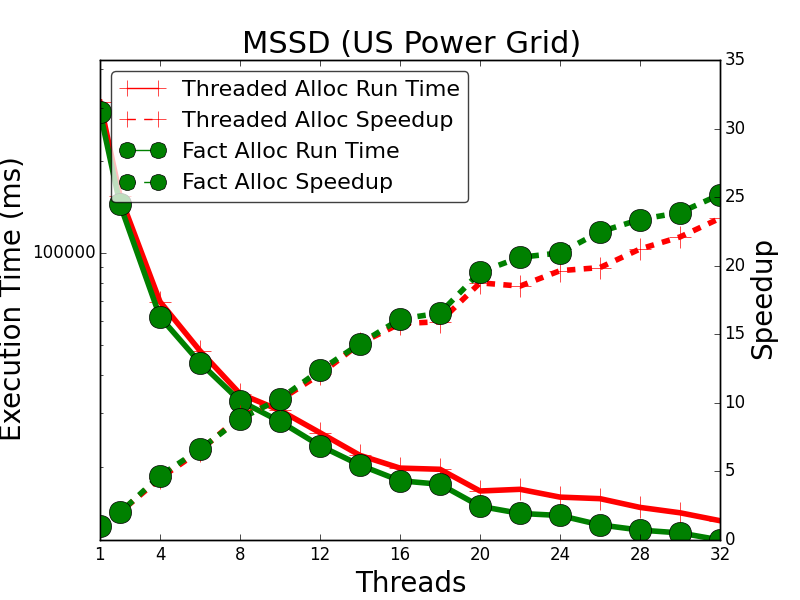 MSSD (US Power Grid)
Threaded Alloc Run Time
Threaded Alloc Speedup
Fact Alloc Run Time
Fact Alloc Speedup
Execution Time (ms)
100000
Speedup
35
30
25
20
15
10
5
0
1 4 8 12 16 20 24 28 32
Threads